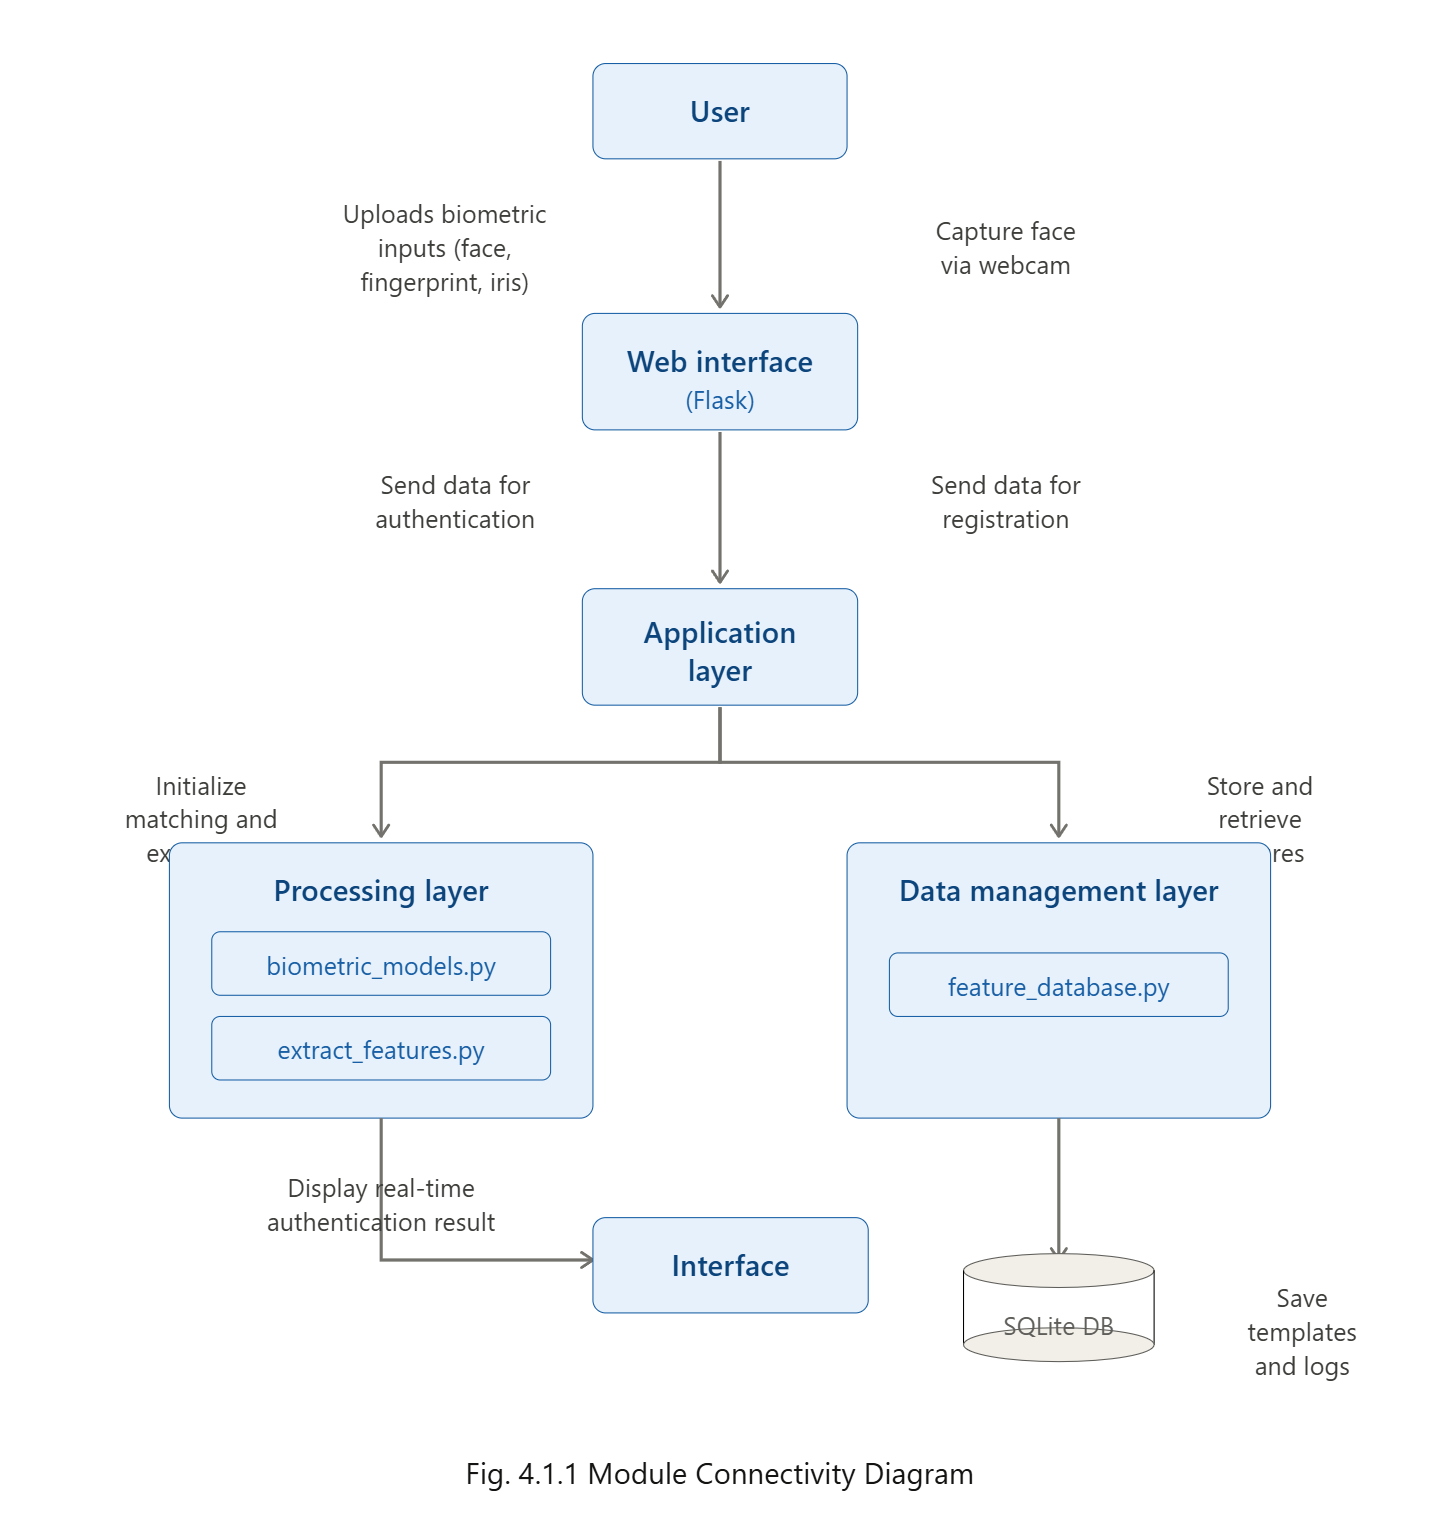 User
Uploads biometric
inputs (face,
fingerprint, iris)
Capture face
via webcam
Web interface
(Flask)
Send data for
authentication
Send data for
registration
Application
layer
Initialize
matching and
Store and
retrieve
Processing layer
biometric_models.py
extract_features.py
Data management layer
feature_database.py
Display real-time
authentication result
Interface
SQLite DB
Save
templates
and logs
Fig. 4.1.1 Module Connectivity Diagram